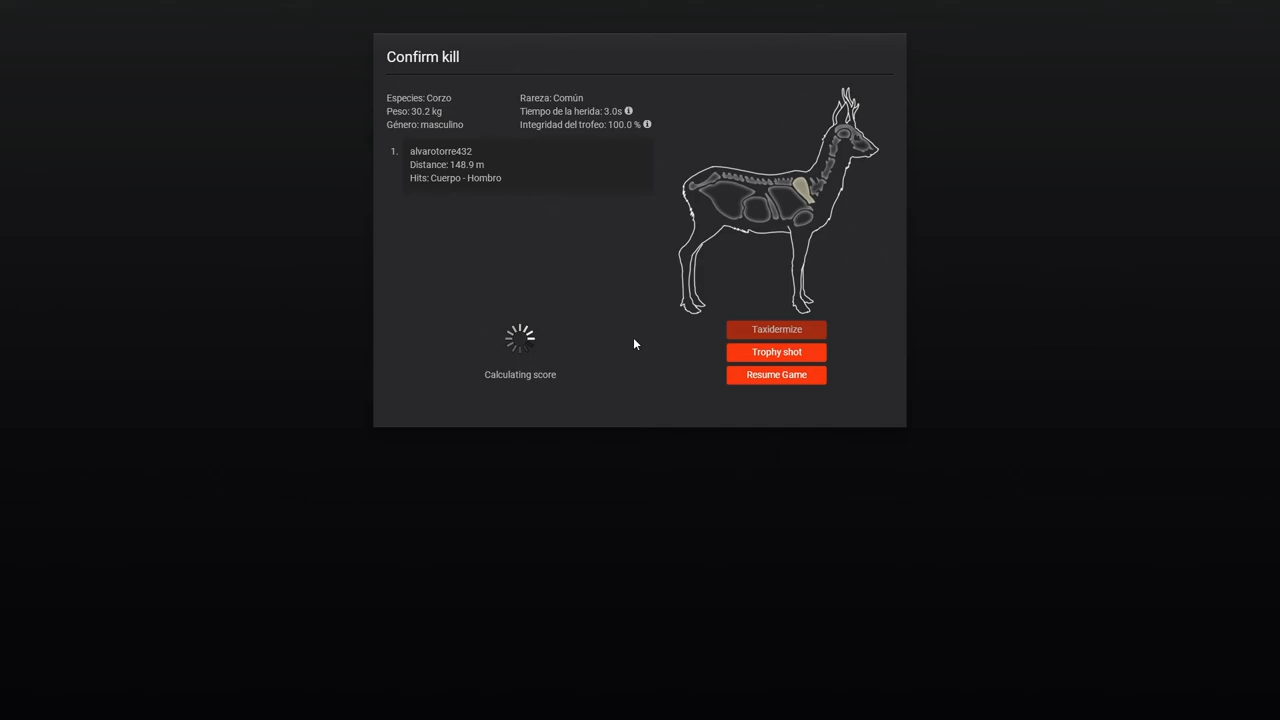 Confirm kill
Especies: Corzo
Peso: 30.2 kg
Género: masculino
Rareza: Común
Tiempo de la herida: 3.0s
Integridad del trofeo: 100.0 %
1. alvarotorre432
Distance: 148.9 m
Hits: Cuerpo - Hombro
Calculating score
Taxidermize
Trophy shot
Resume Game